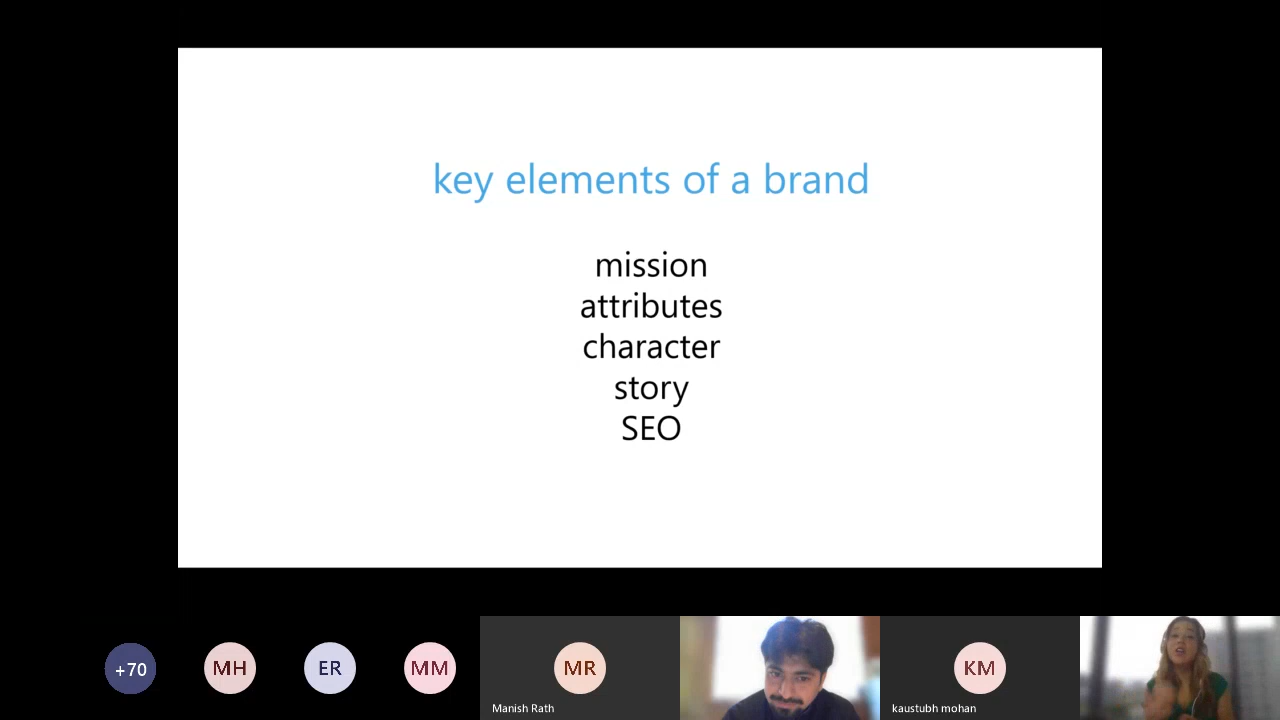 key elements of a brand
mission
attributes
character
story
SEO
+70
MH
ER
MM
MR
KM
Manish Rath
kaustubh mohan